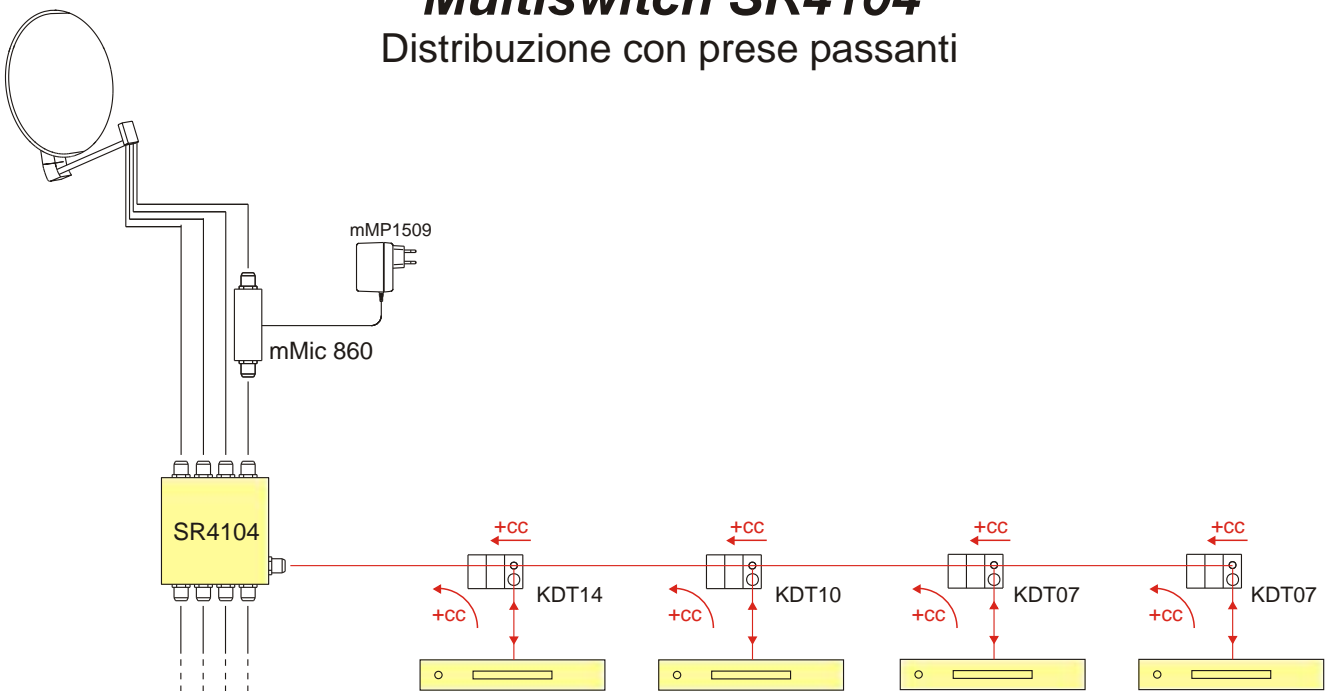 Multiswitch SR4104
Distribuzione con prese passanti
mMP1509
mMic 860
SR4104
+cc
+cc
+cc
+cc
KDT14
KDT10
KDT07
KDT07
+cc
+cc
+cc
+cc